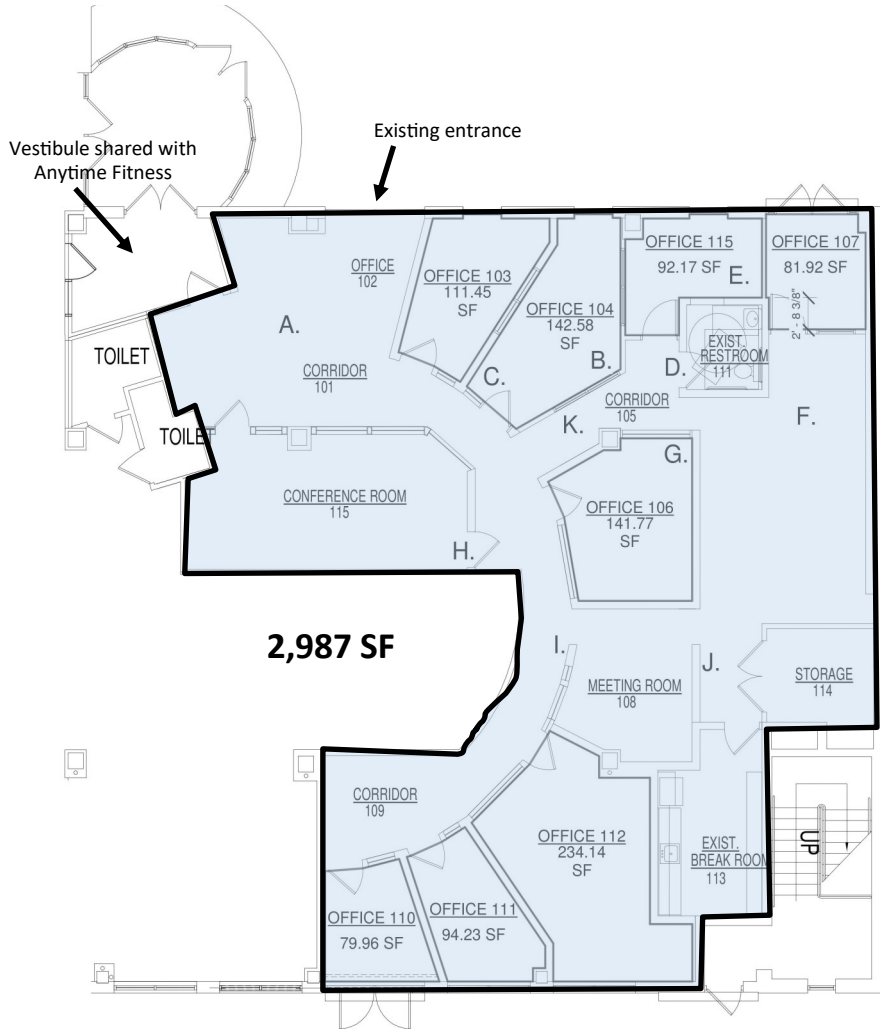 Existing entrance
Vestibule shared with
Anytime Fitness
OFFICE
102
OFFICE 103
111.45
SF
OFFICE 104
142.58
SF
OFFICE 115
92.17 SF
E.
OFFICE 107
81.92 SF
2' - 8 3/8"
A.
CORRIDOR
101
C.
B.
D.
EXIST.
RESTROOM
111
CORRIDOR
105
K.
F.
TOILET
TOILET
CONFERENCE ROOM
115
H.
G.
OFFICE 106
141.77
SF
2,987 SF
I.
MEETING ROOM
108
J.
STORAGE
114
CORRIDOR
109
OFFICE 112
234.14
SF
EXIST.
BREAK ROOM
113
UP
OFFICE 110
79.96 SF
OFFICE 111
94.23 SF